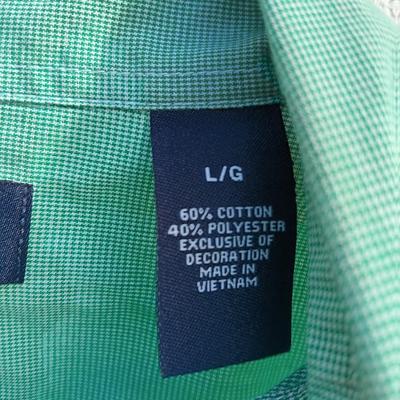 L/G
60% COTTON
40% POLYESTER
EXCLUSIVE OF
DECORATION
MADE IN
VIETNAM